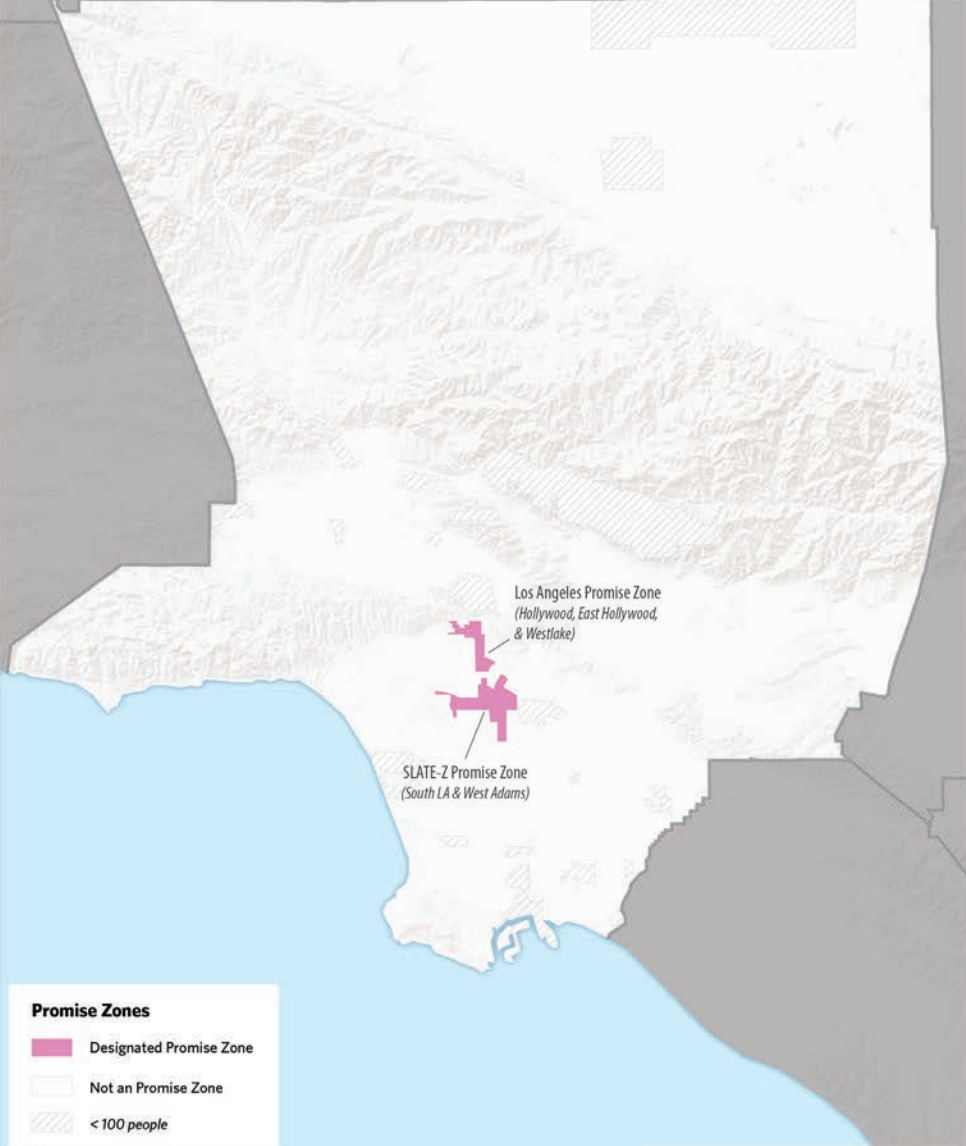 Los Angeles Promise Zone
(Hollywood, East Hollywood,
& Westlake)
SLATE-Z Promise Zone
(South LA & West Adams)
Promise Zones
Designated Promise Zone
Not an Promise Zone
< 100 people